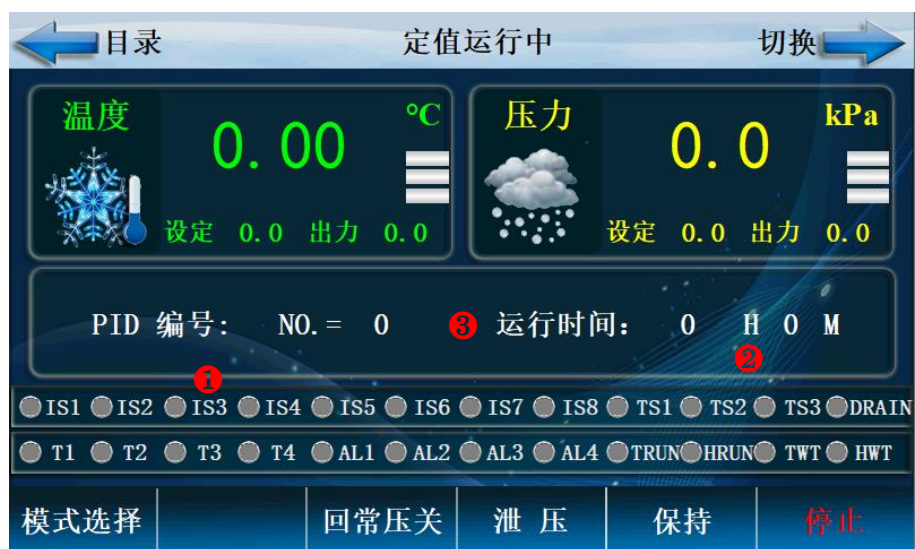 目录 定值运行中 切换
温度 ℃ 压力 kPa
0.00 0.0
设定 0.0 出力 0.0 设定 0.0 出力 0.0
PID 编号: NO.= 0 ❸ 运行时间: 0 H 0 M
❶ ❷
IS1 IS2 IS3 IS4 IS5 IS6 IS7 IS8 TS1 TS2 TS3 DRAIN
T1 T2 T3 T4 AL1 AL2 AL3 AL4 TRUN HRUN TWT HWT
模式选择 回常压关 泄 压 保持 停止